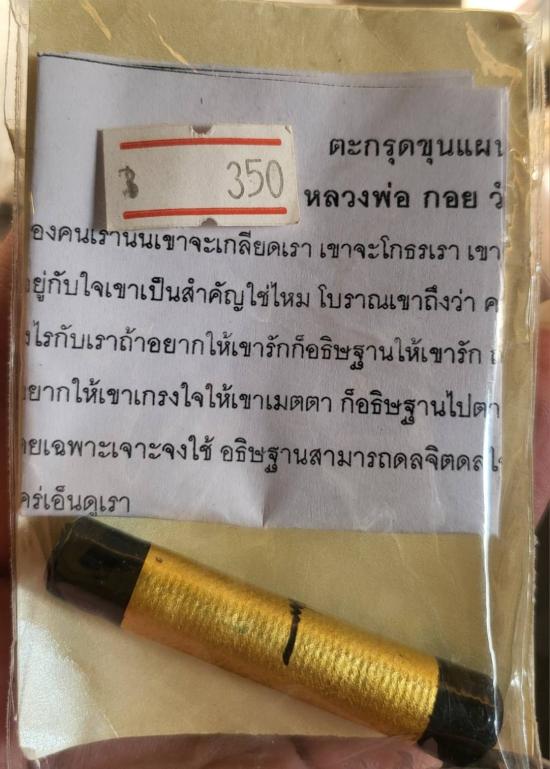 ตะกรุดขุนแผน
฿ 350
หลวงพ่อ กอย
องคนเรานั้นเขาจะเกลียดเรา เขาจะโกธรเรา เขา
อยู่กับใจเขาเป็นสำคัญใช่ไหม โบราณเขาถึงว่า
งไรกับเราถ้าอยากให้เขารักก็อธิษฐานให้เขารัก
อยากให้เขาเกรงใจให้เขาเมตตา ก็อธิษฐานไปตา
ดยเฉพาะเจาะจงใช้ อธิษฐานสามารถดลจิตดลใ
คร่เอ็นดูเรา